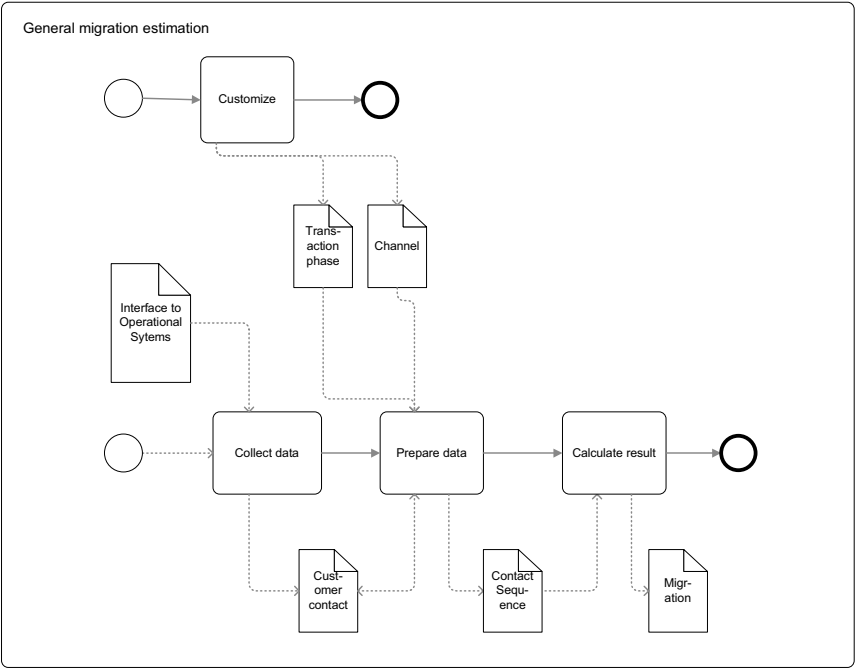 General migration estimation
Customize
Trans-
action
phase
Channel
Interface to
Operational
Sytems
Collect data
Prepare data
Calculate result
Cust-
omer
contact
Contact
Sequ-
ence
Migr-
ation